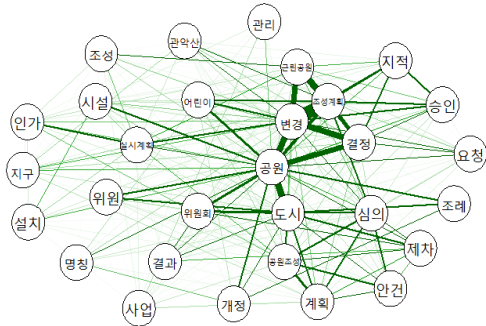 관리
관악산
조성
근린공원
지적
시설
어린이
조성계획
승인
인가
변경
실시계획
결정
요청
지구
공원
위원
조례
설치
위원회
도시
심의
명칭
결과
공원조성
제차
사업
개정
계획
안건